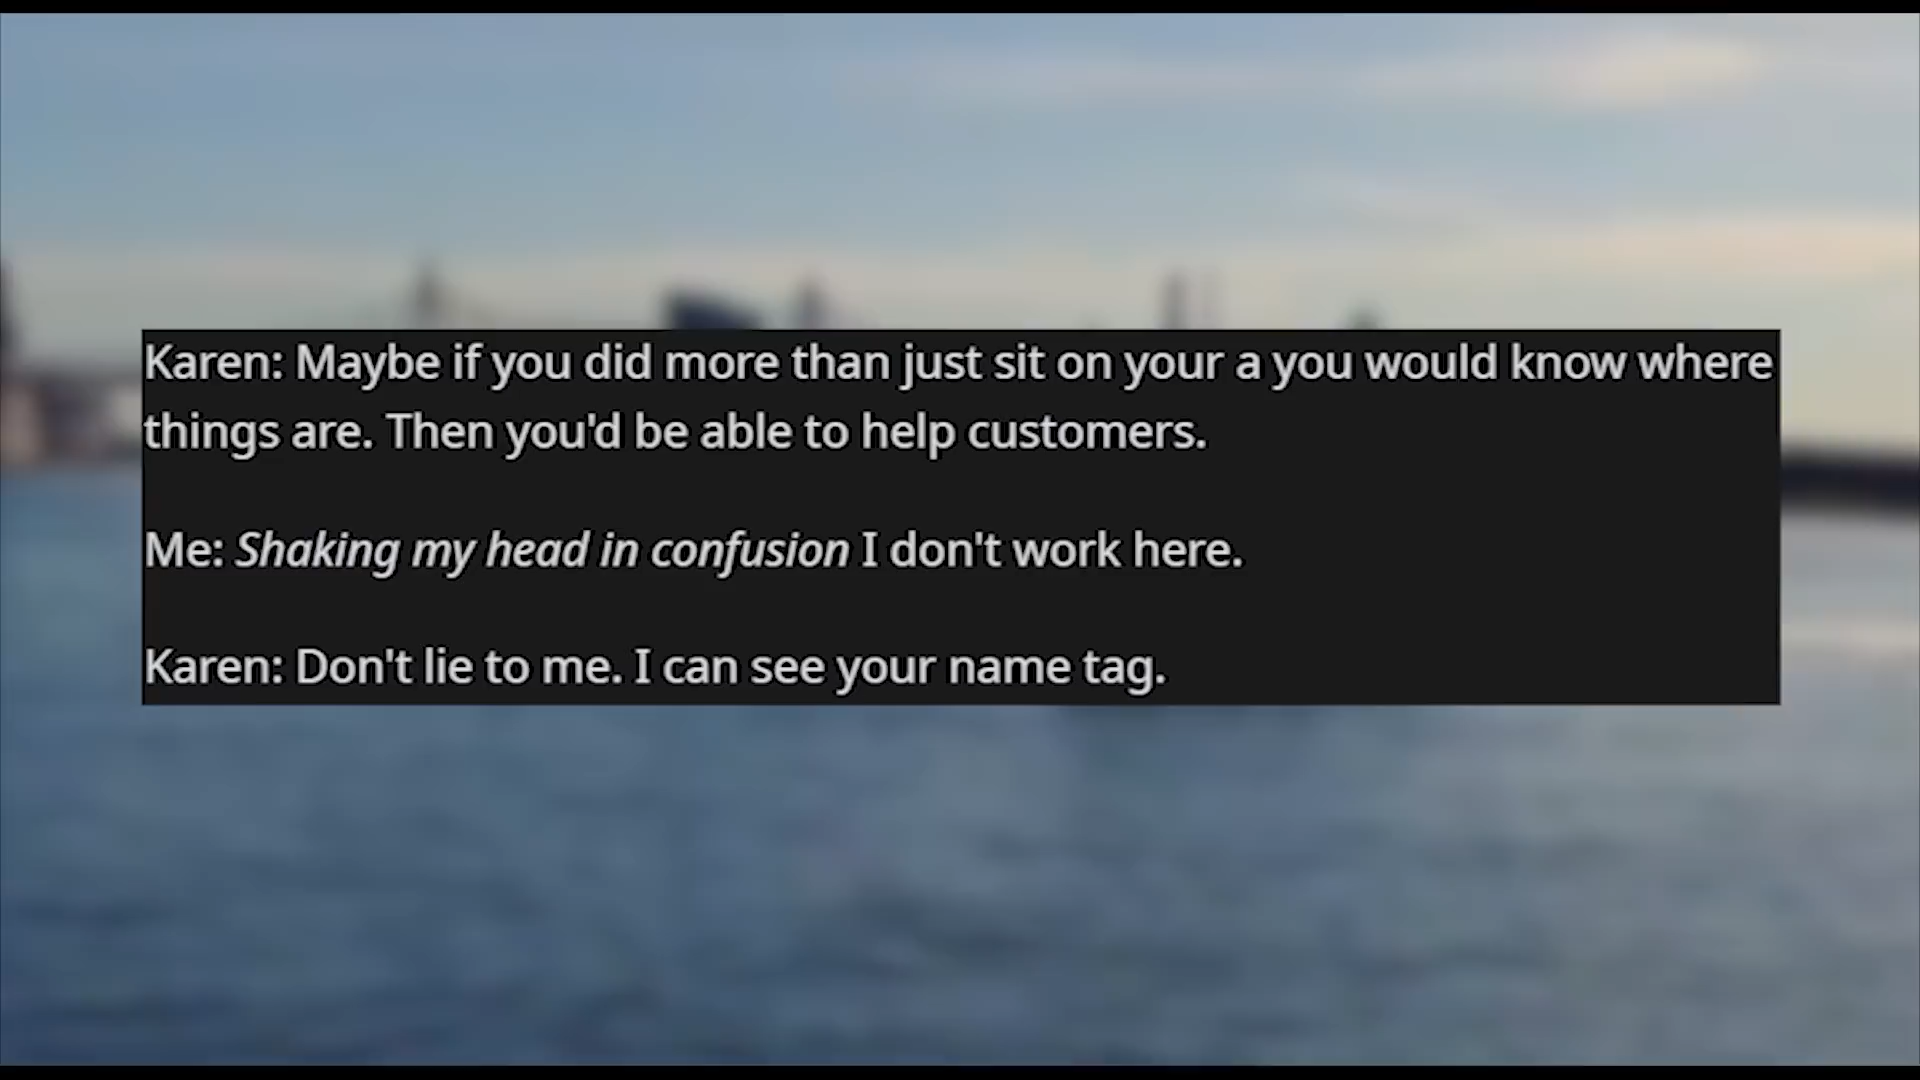 Karen: Maybe if you did more than just sit on your a you would know where
things are. Then you'd be able to help customers.
Me: Shaking my head in confusion I don't work here.
Karen: Don't lie to me. I can see your name tag.